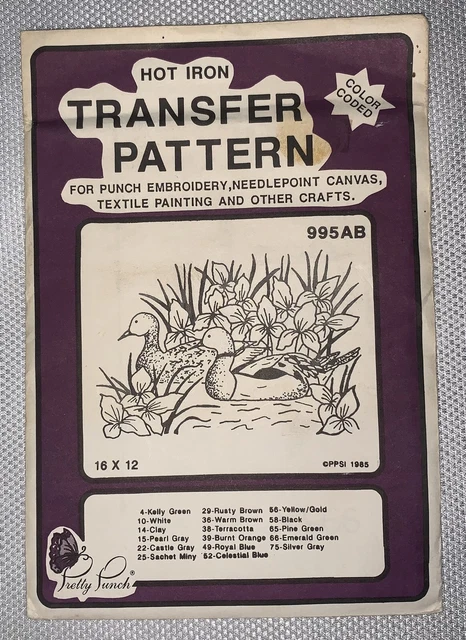 HOT IRON
TRANSFER
PATTERN
COLOR
CODED
FOR PUNCH EMBROIDERY,NEEDLEPOINT CANVAS,
TEXTILE PAINTING AND OTHER CRAFTS.
995AB
16 X 12
©PPSI 1985
4-Kelly Green 29-Rusty Brown 56-Yellow/Gold
10-White 36-Warm Brown 58-Black
14-Clay 38-Terracotta 65-Pine Green
15-Pearl Gray 39-Burnt Orange 66-Emerald Green
22-Castle Gray 49-Royal Blue 75-Silver Gray
25-Sachet Miny 52-Celestial Blue
Pretty Punch®